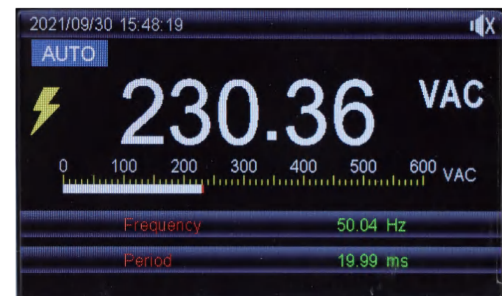 2021/09/30 15:48:19
AUTO
230.36 VAC
0 100 200 300 400 500 600 VAC
Frequency 50.04 Hz
Period 19.99 ms